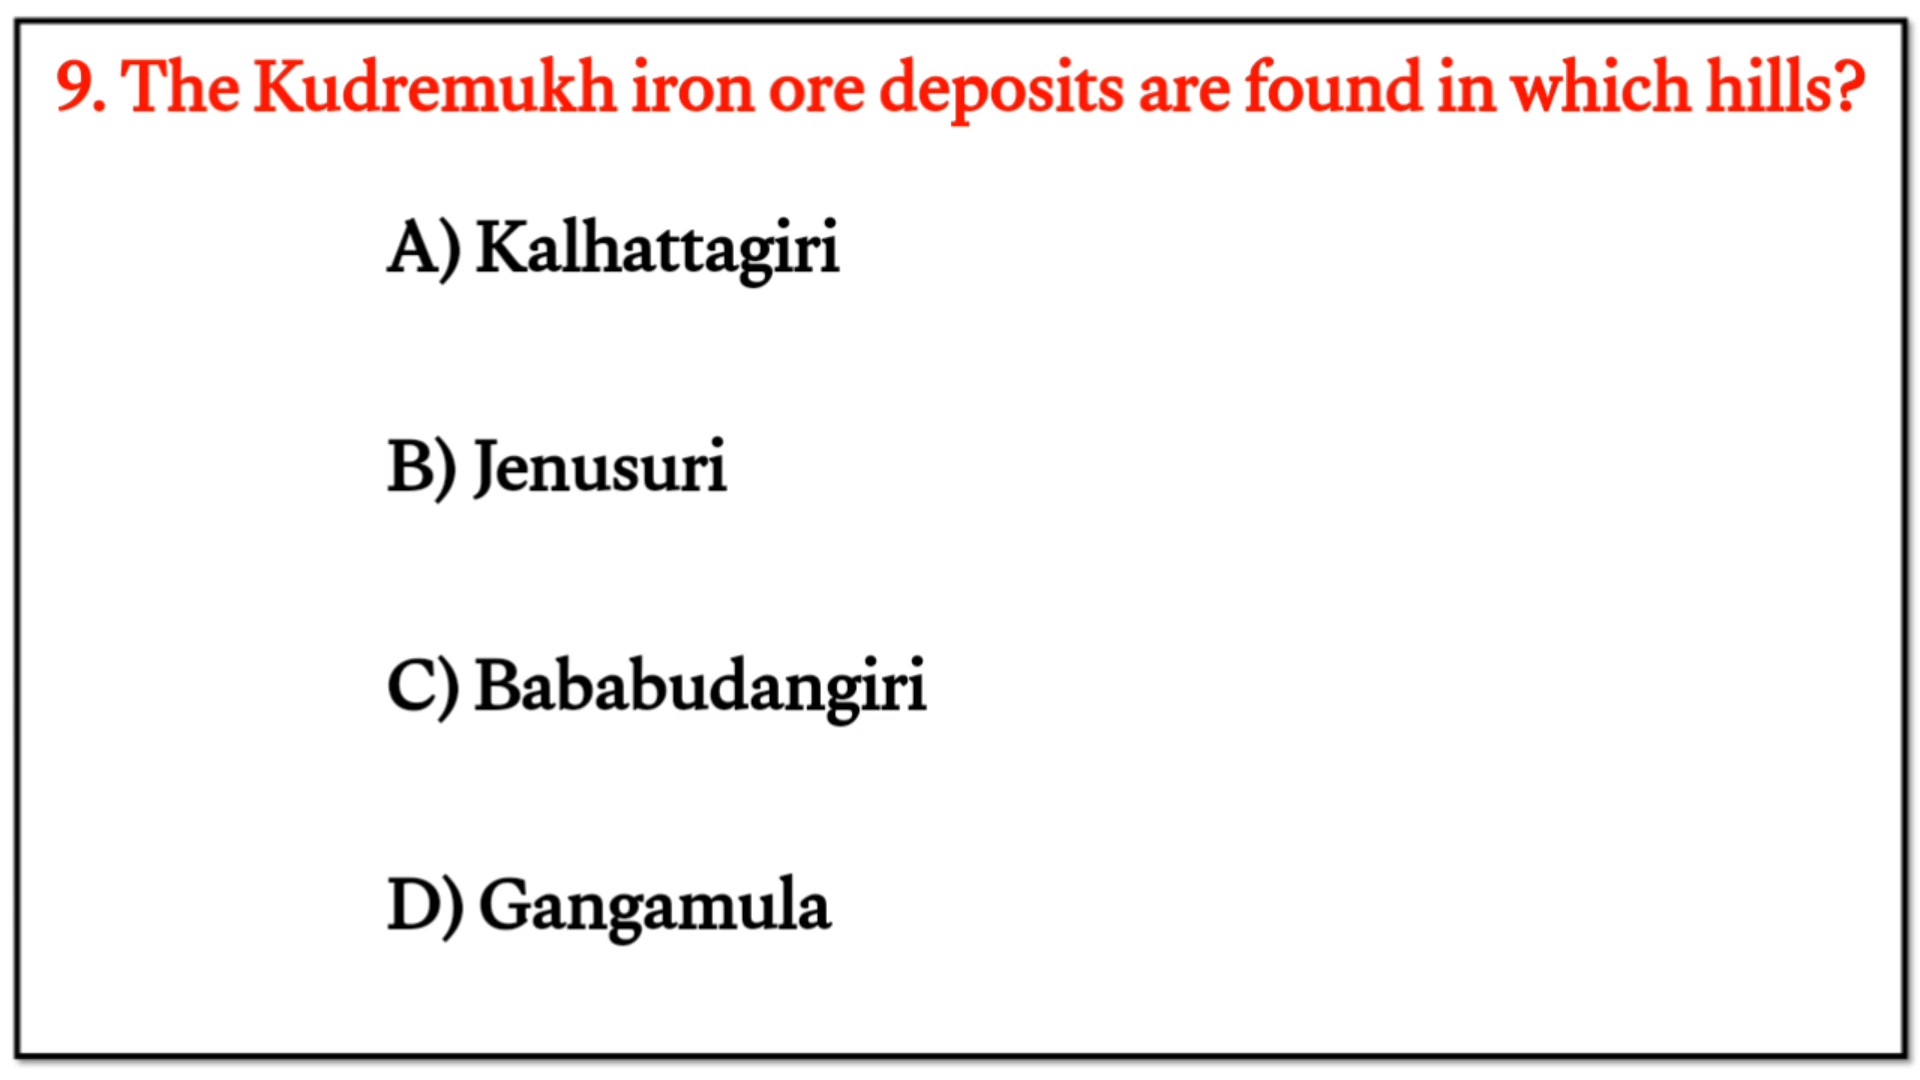 9. The Kudremukh iron ore deposits are found in which hills?
A) Kalhattagiri
B) Jenusuri
C) Bababudangiri
D) Gangamula